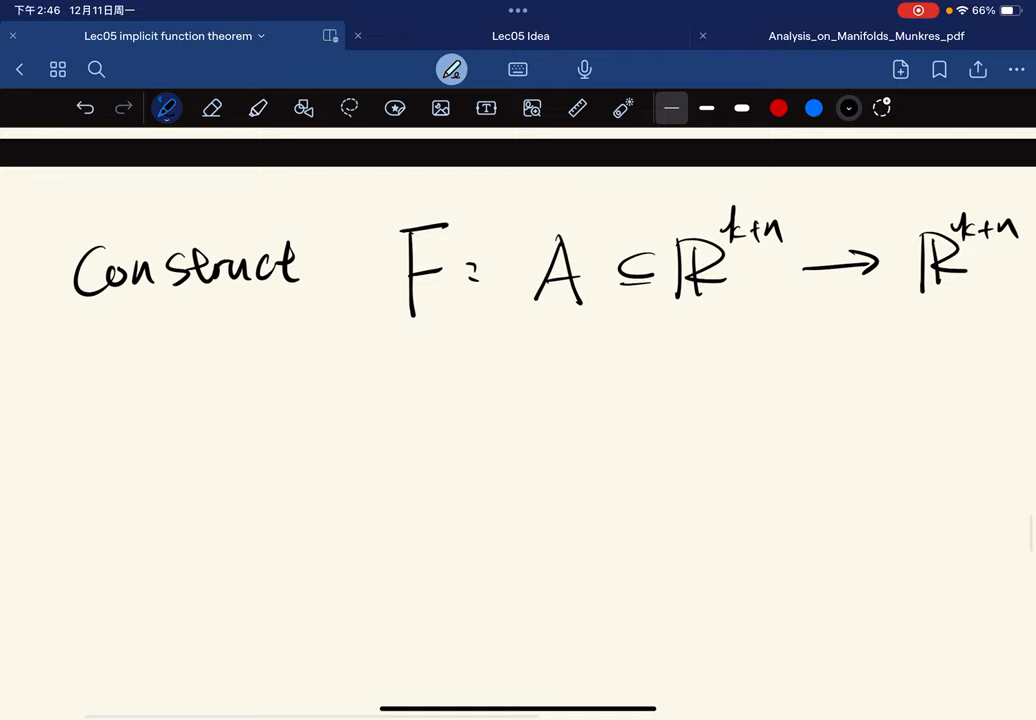 下午2:46 12月11日周一 66%
Lec05 implicit function theorem Lec05 Idea Analysis_on_Manifolds_Munkres_pdf
Construct F: A ⊆ ℝ^{k+n} → ℝ^{k+n}